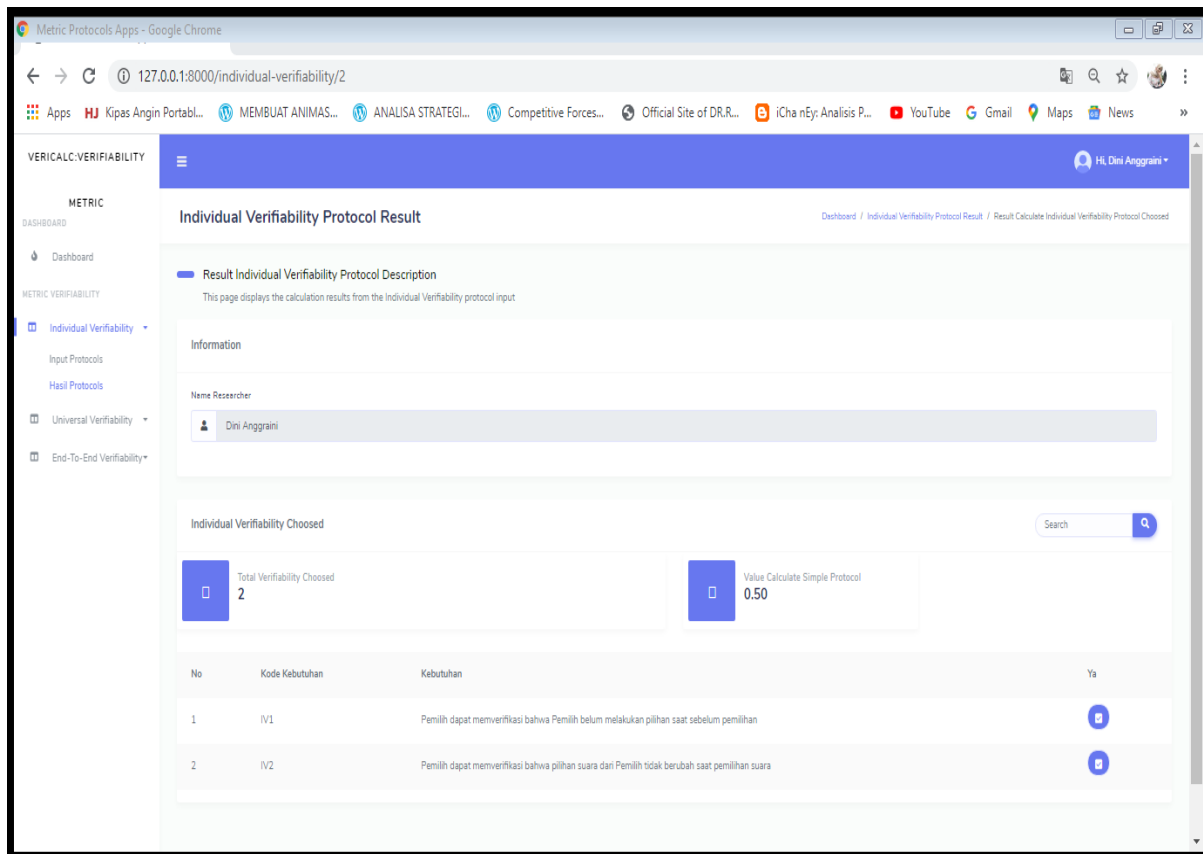 Metric Protocols Apps - Google Chrome
127.0.0.1:8000/individual-verifiability/2
Apps HJ Kipas Angin Portabl... MEMBUAT ANIMAS... ANALISA STRATEGI... Competitive Forces... Official Site of DR.R... iCha nEy: Analisis P... YouTube G Gmail Maps News »
VERICALC:VERIFIABILITY
METRIC
Hi, Dini Anggraini
DASHBOARD
Dashboard
METRIC VERIFIABILITY
Individual Verifiability
Input Protocols
Hasil Protocols
Universal Verifiability
End-To-End Verifiability
Individual Verifiability Protocol Result
Dashboard / Individual Verifiability Protocol Result / Result Calculate Individual Verifiability Protocol Choosed
Result Individual Verifiability Protocol Description
This page displays the calculation results from the Individual Verifiability protocol input
Information
Name Researcher
Dini Anggraini
Individual Verifiability Choosed
Search
Total Verifiability Choosed
2
Value Calculate Simple Protocol
0.50
No Kode Kebutuhan Kebutuhan Ya
1 IV1 Pemilih dapat memverifikasi bahwa Pemilih belum melakukan pilihan saat sebelum pemilihan
2 IV2 Pemilih dapat memverifikasi bahwa pilihan suara dari Pemilih tidak berubah saat pemilihan suara